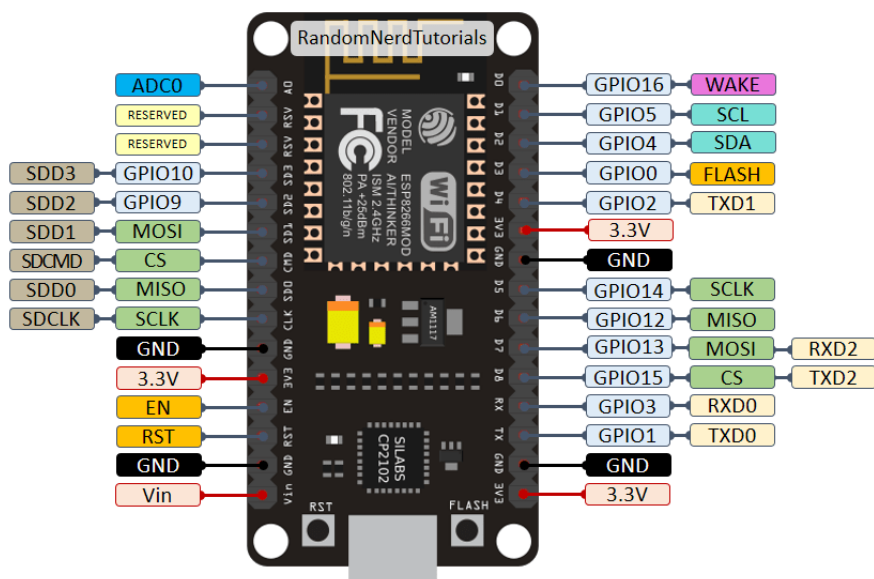 RandomNerdTutorials
ADC0 A0
RESERVED RSV
RESERVED RSV
SDD3 GPIO10 SD3
SDD2 GPIO9 SD2
SDD1 MOSI SD1
SDCMD CS CMD
SDD0 MISO SD0
SDCLK SCLK CLK
GND GND
3.3V 3V3
EN EN
RST RST
GND GND
Vin Vin
MODEL ESP8266MOD
VENDOR AI/THINKER
ISM 2.4GHz
PA +25dBm
802.11b/g/n
FC
Wi Fi
AM1117
SILABS
CP2102
RST
FLASH
D0 GPIO16 WAKE
D1 GPIO5 SCL
D2 GPIO4 SDA
D3 GPIO0 FLASH
D4 GPIO2 TXD1
3V3 3.3V
GND GND
D5 GPIO14 SCLK
D6 GPIO12 MISO
D7 GPIO13 MOSI RXD2
D8 GPIO15 CS TXD2
RX GPIO3 RXD0
TX GPIO1 TXD0
GND GND
3V3 3.3V